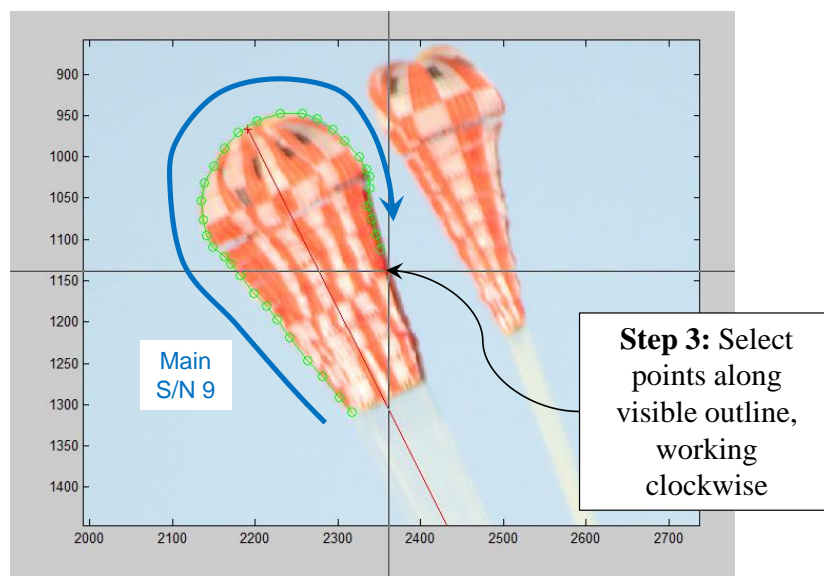 900
950
1000
1050
1100
1150
1200
1250
1300
1350
1400
2000 2100 2200 2300 2400 2500 2600 2700
Main
S/N 9
Step 3: Select
points along
visible outline,
working
clockwise